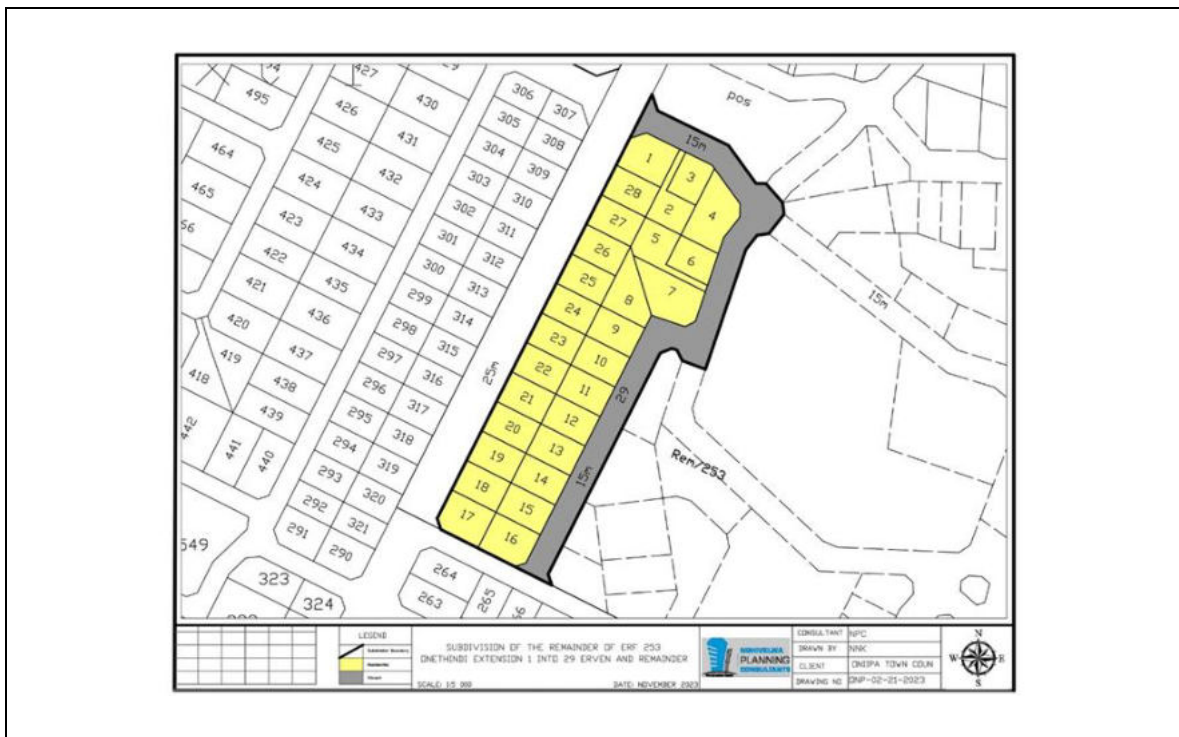 pos
15m
306 307
305 308
304 309
303 310
302 311
301 312
300 313
299 314
298 315
297 316
296 317
295 318
294 319
293 320
292 321
291 290
427
426 430
425 431
424 432
423 433
422 434
421 435
420 436
419 437
418 438
439
442 441 440
495
464
465
549
323
324
264
263
265
25m
1 3
28 2 4
27 5 6
26 7
25 8
24 9
23 10
22 11
21 12
20 13
19 14
18 15
17 16
29
15m
15m
Rem/253
LEGEND
SUBDIVISION OF THE REMAINDER OF ERF 253
ONETHINDI EXTENSION 1 INTO 29 ERVEN AND REMAINDER
DATE: NOVEMBER 2023
PLANNING
CONSULTANTS
CONSULTANT NPC
DRAWN BY NNK
CLIENT ONIPA TOWN COUN
DRAWING NO ONP-02-21-2023
N
W E
S